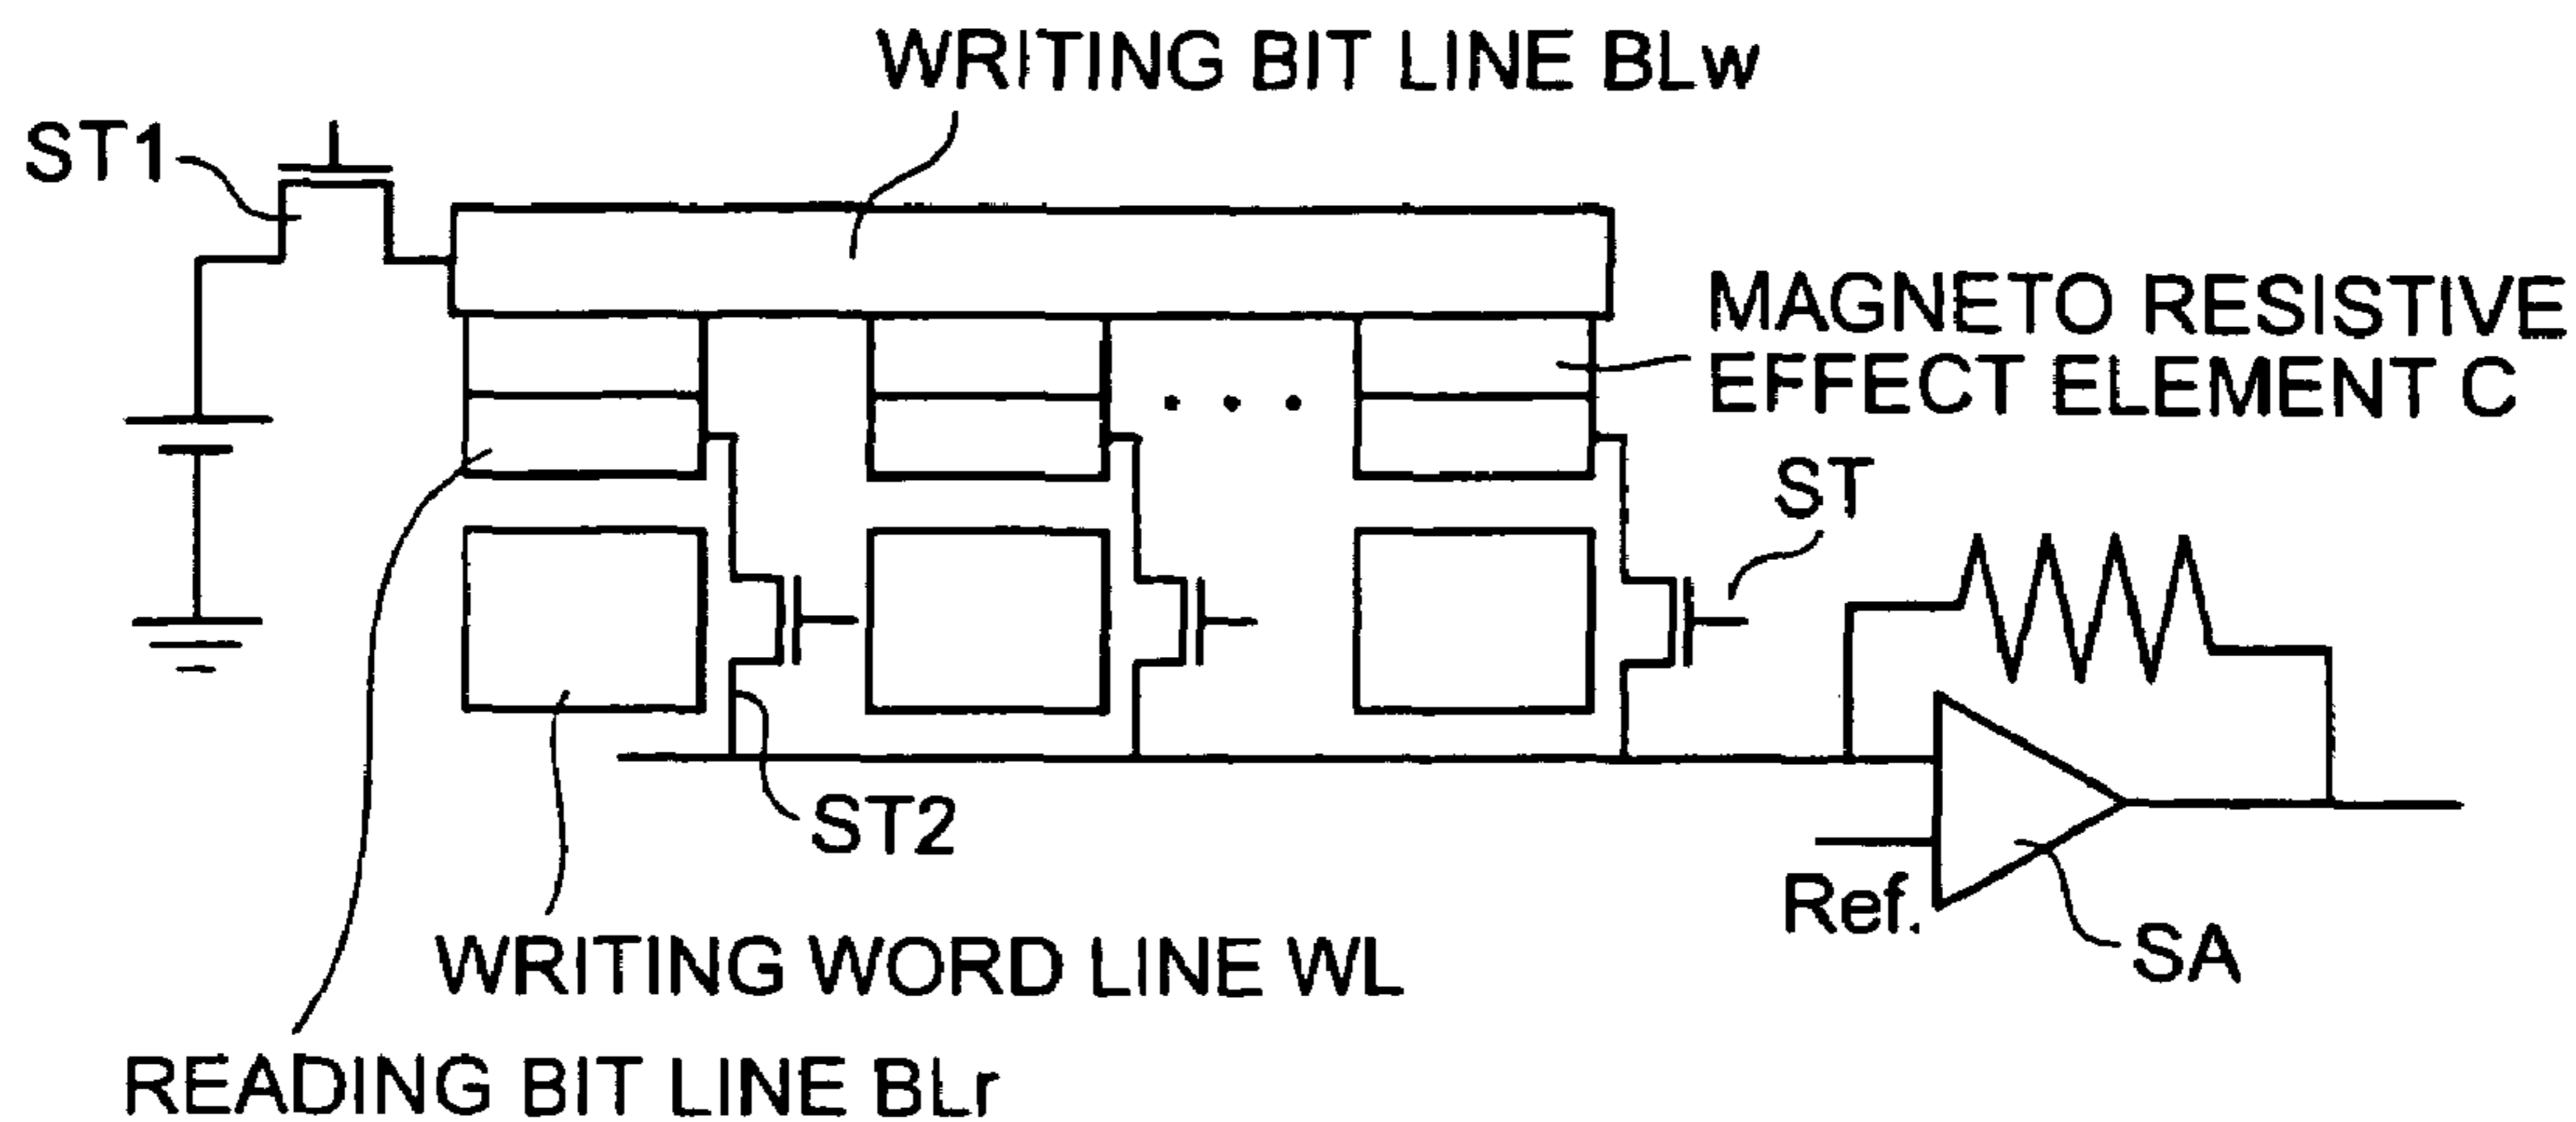 WRITING BIT LINE BLw
ST1
MAGNETO RESISTIVE
EFFECT ELEMENT C
ST
ST2
Ref.
SA
WRITING WORD LINE WL
READING BIT LINE BLr